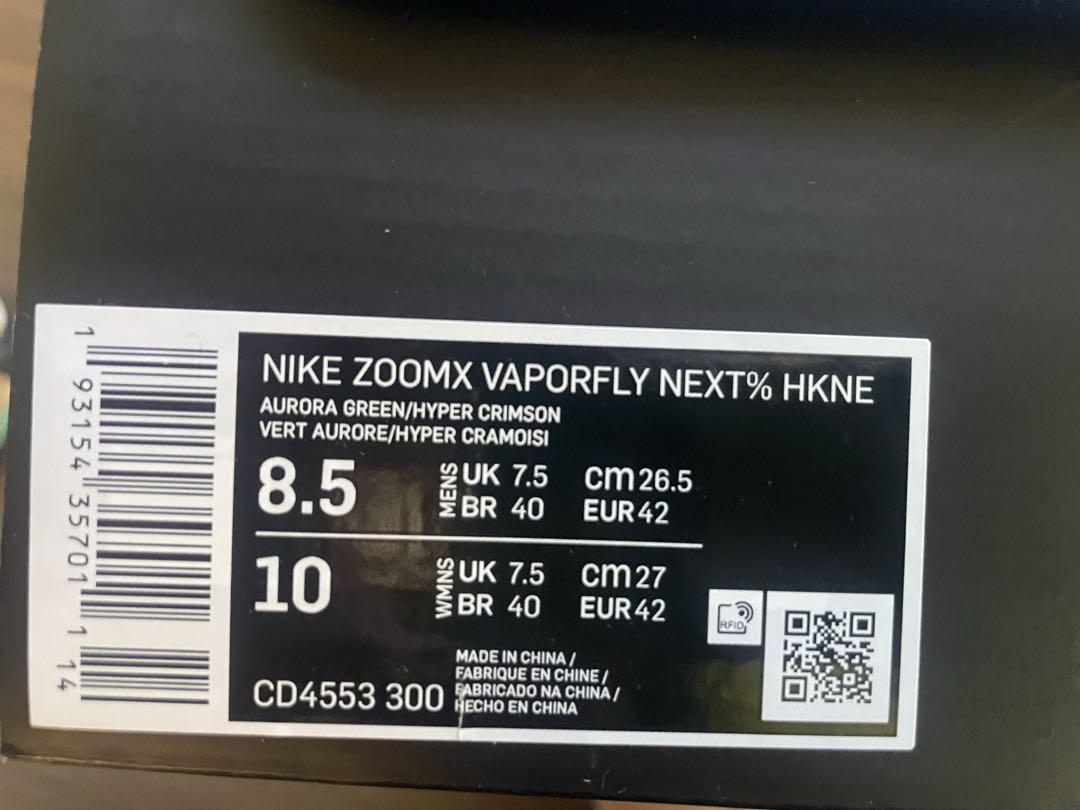 NIKE ZOOMX VAPORFLY NEXT% HKNE
AURORA GREEN/HYPER CRIMSON
VERT AURORE/HYPER CRAMOISI
8.5 MENS UK 7.5 cm 26.5
BR 40 EUR 42
10 WMNS UK 7.5 cm 27
BR 40 EUR 42
RFID
MADE IN CHINA /
FABRIQUE EN CHINE /
FABRICADO NA CHINA /
HECHO EN CHINA
CD4553 300
1 93154 35701 1 14